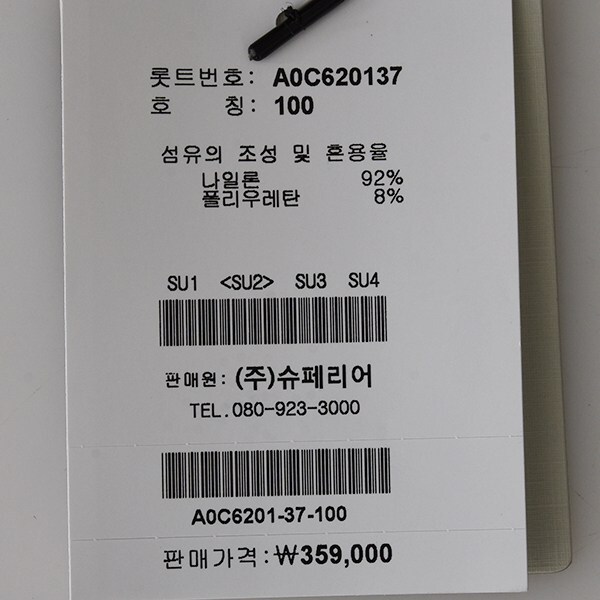 롯트번호: A0C620137
호 칭: 100
섬유의 조성 및 혼용율
나일론 92%
폴리우레탄 8%
SU1 <SU2> SU3 SU4
판매원: (주)슈페리어
TEL.080-923-3000
A0C6201-37-100
판매가격:₩359,000